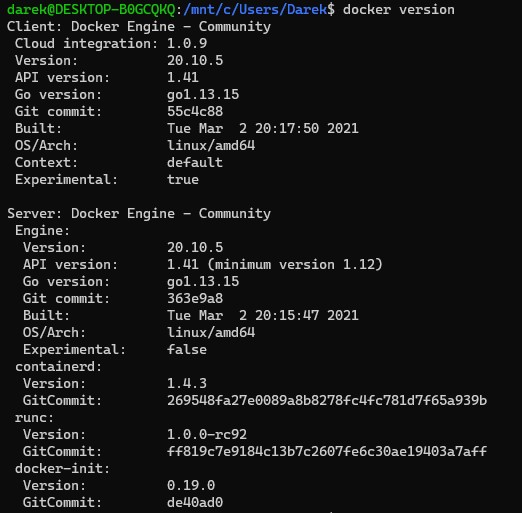 darek@DESKTOP-B0GCQKQ:/mnt/c/Users/Darek$ docker version
Client: Docker Engine - Community
 Cloud integration: 1.0.9
 Version:           20.10.5
 API version:       1.41
 Go version:        go1.13.15
 Git commit:        55c4c88
 Built:             Tue Mar  2 20:17:50 2021
 OS/Arch:           linux/amd64
 Context:           default
 Experimental:      true

Server: Docker Engine - Community
 Engine:
  Version:          20.10.5
  API version:      1.41 (minimum version 1.12)
  Go version:       go1.13.15
  Git commit:       363e9a8
  Built:            Tue Mar  2 20:15:47 2021
  OS/Arch:          linux/amd64
  Experimental:     false
 containerd:
  Version:          1.4.3
  GitCommit:        269548fa27e0089a8b8278fc4fc781d7f65a939b
 runc:
  Version:          1.0.0-rc92
  GitCommit:        ff819c7e9184c13b7c2607fe6c30ae19403a7aff
 docker-init:
  Version:          0.19.0
  GitCommit:        de40ad0